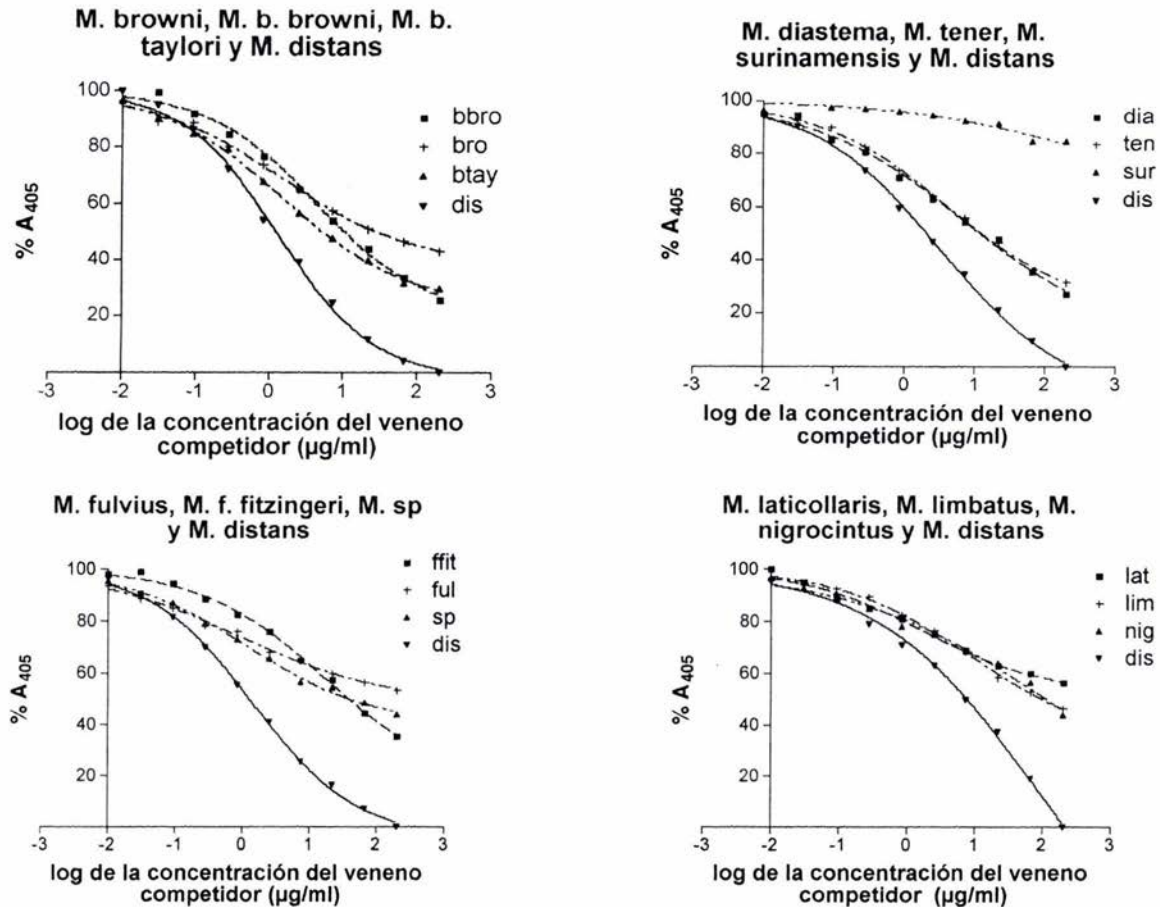 M. browni, M. b. browni, M. b.
taylori y M. distans
100
80
60
40
20
% A405
-3 -2 -1 0 1 2 3
log de la concentración del veneno
competidor (µg/ml)
bbro
bro
btay
dis
M. diastema, M. tener, M.
surinamensis y M. distans
100
80
60
40
20
% A405
-3 -2 -1 0 1 2 3
log de la concentración del veneno
competidor (µg/ml)
dia
ten
sur
dis
M. fulvius, M. f. fitzingeri, M. sp
y M. distans
100
80
60
40
20
% A405
-3 -2 -1 0 1 2 3
log de la concentración del veneno
competidor (µg/ml)
ffit
ful
sp
dis
M. laticollaris, M. limbatus, M.
nigrocintus y M. distans
100
80
60
40
20
% A405
-3 -2 -1 0 1 2 3
log de la concentración del veneno
competidor (µg/ml)
lat
lim
nig
dis